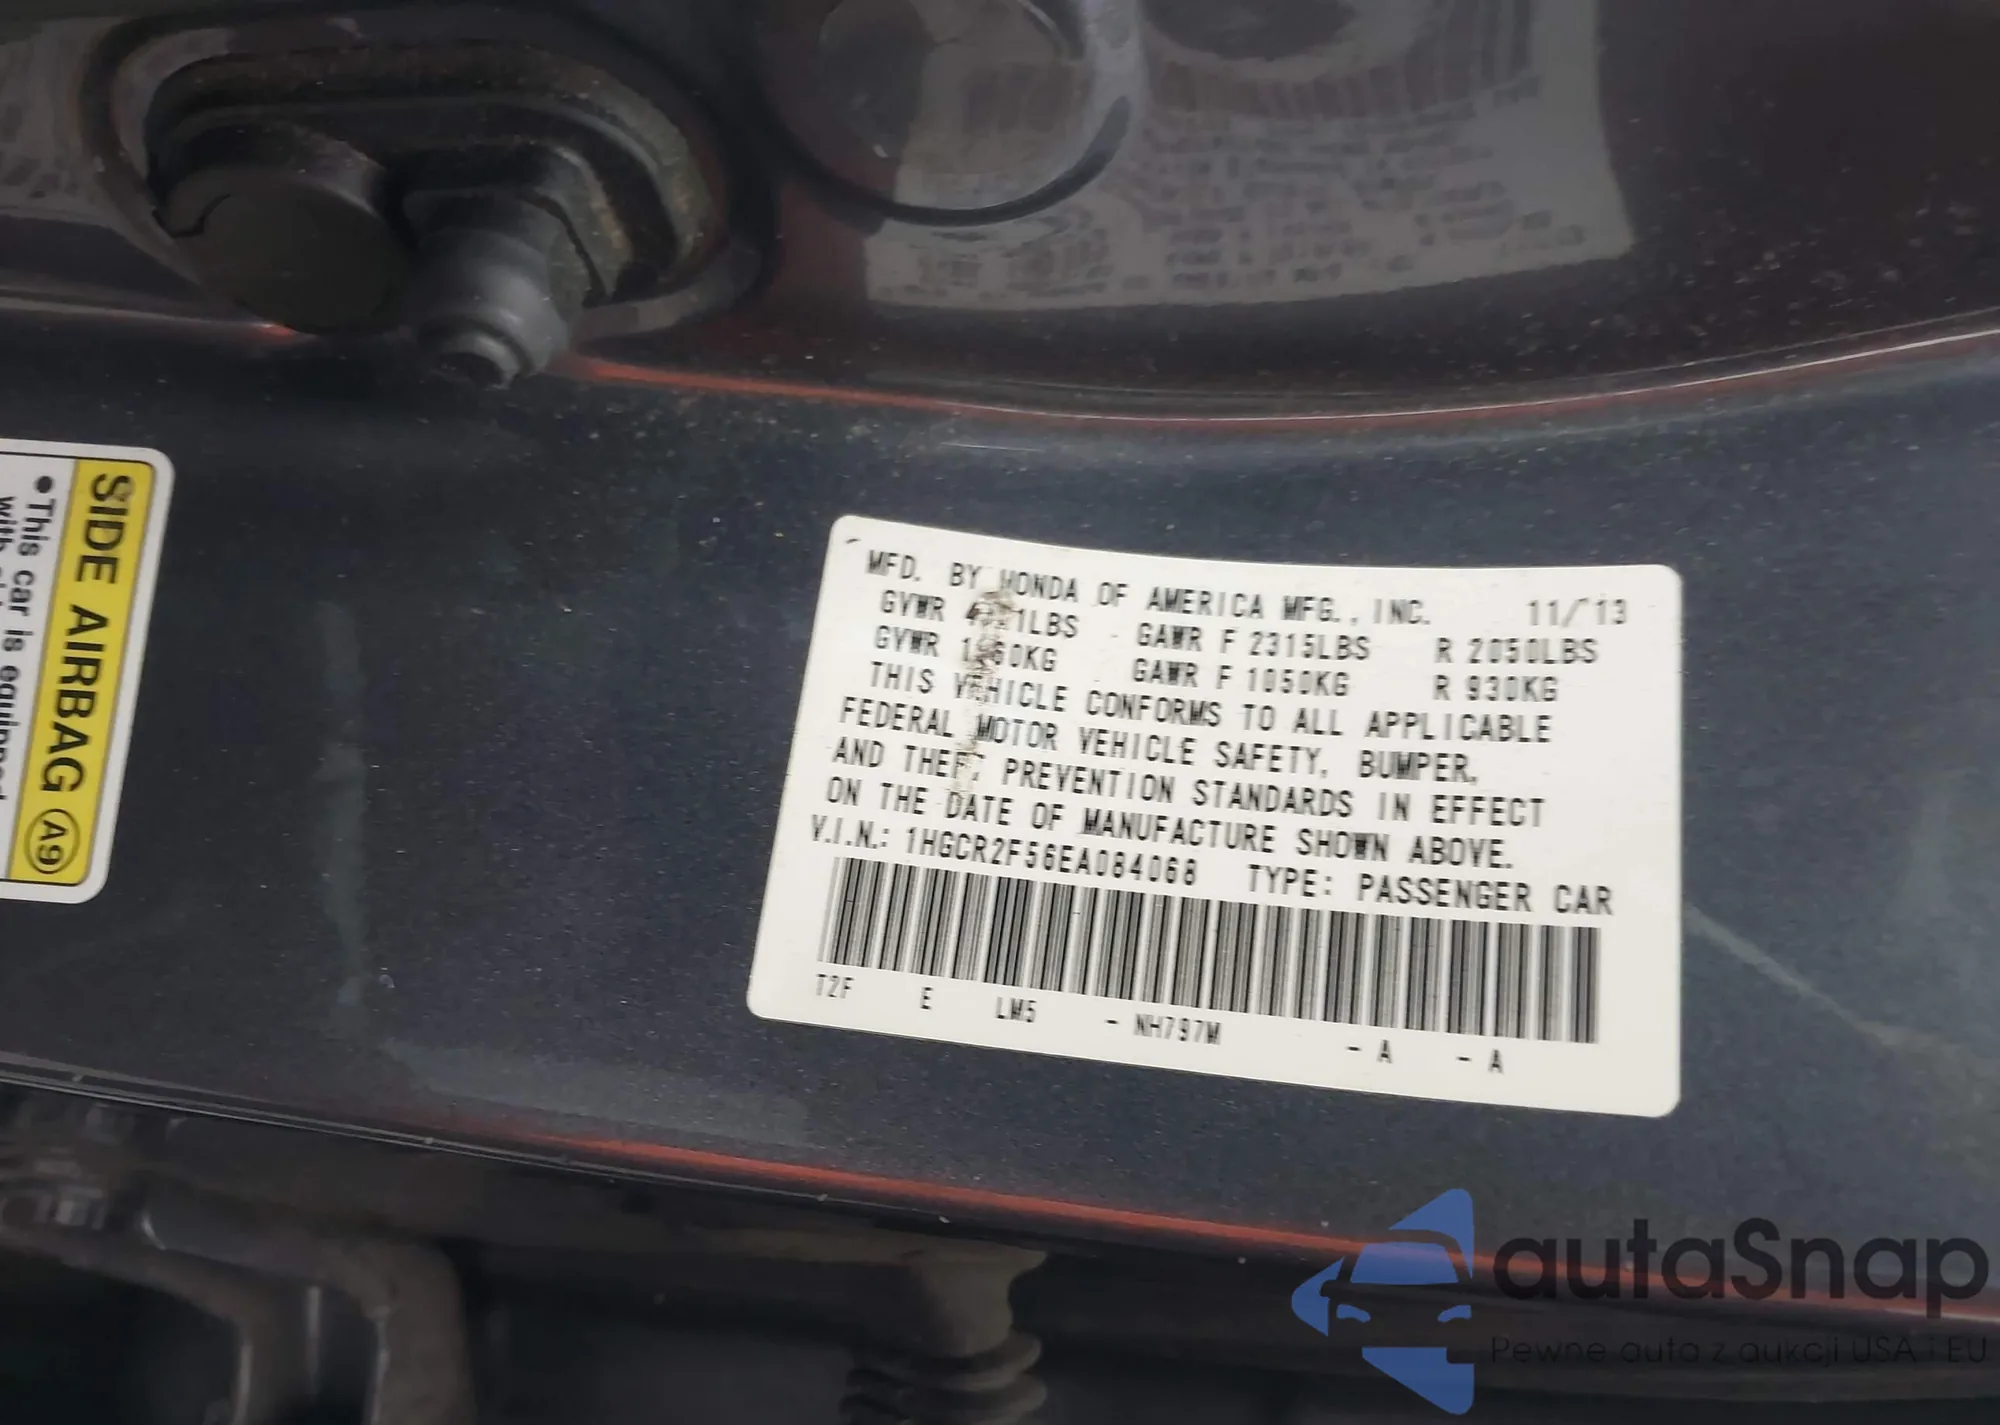 SIDE AIRBAG A9
•This car is equipped
MFD. BY HONDA OF AMERICA MFG., INC. 11/13
GVWR 1LBS GAWR F 2315LBS R 2050LBS
GVWR 60KG GAWR F 1050KG R 930KG
THIS VEHICLE CONFORMS TO ALL APPLICABLE
FEDERAL MOTOR VEHICLE SAFETY, BUMPER,
AND THEFT PREVENTION STANDARDS IN EFFECT
ON THE DATE OF MANUFACTURE SHOWN ABOVE.
V.I.N.: 1HGCR2F56EA084068 TYPE: PASSENGER CAR
T2F E LM5 - NH797M - A - A
autaSnap
Pewne auta z aukcji USA i EU